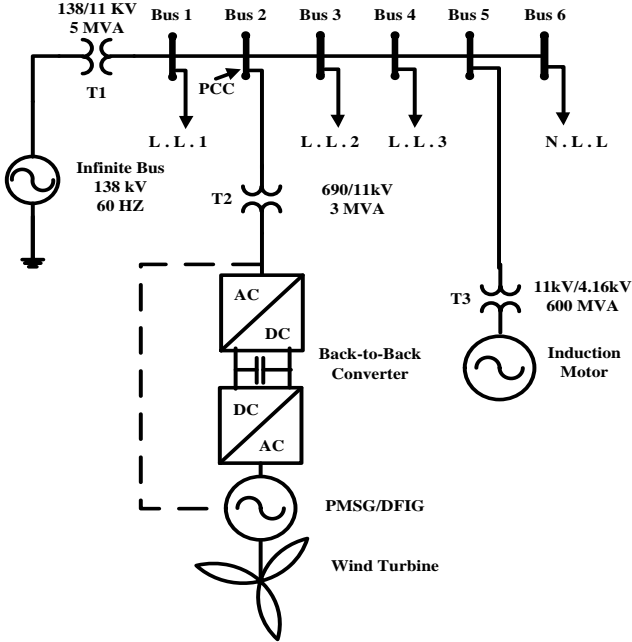 138/11 KV
5 MVA
T1
Bus 1
Bus 2
Bus 3
Bus 4
Bus 5
Bus 6
PCC
L . L . 1
L . L . 2
L . L . 3
N . L . L
Infinite Bus
138 kV
60 HZ
T2
690/11kV
3 MVA
T3
11kV/4.16kV
600 MVA
AC
DC
Back-to-Back
Converter
DC
AC
Induction
Motor
PMSG/DFIG
Wind Turbine